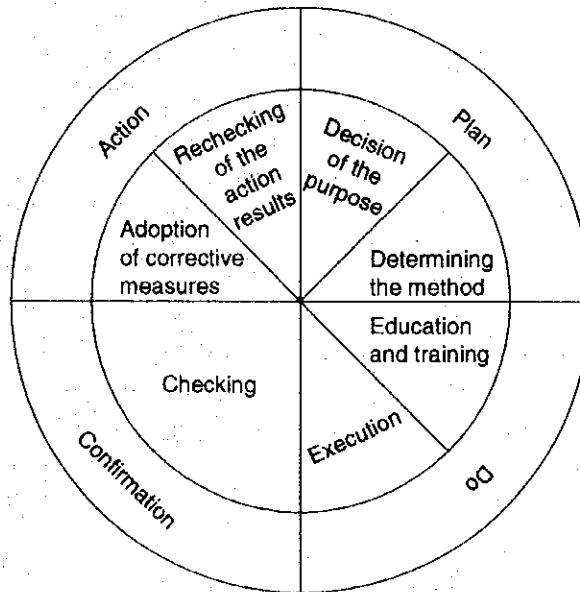 Action
Plan
Rechecking
of the
action
results
Decision
of the
purpose
Adoption
of corrective
measures
Determining
the method
Education
and training
Checking
Execution
Confirmation
Do